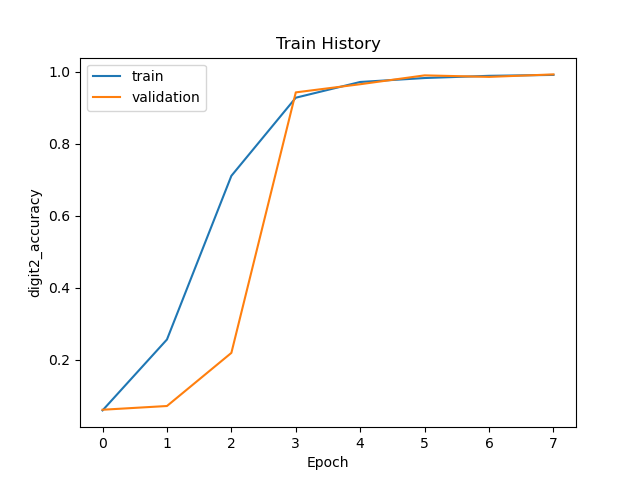 Train History
train
validation
digit2_accuracy
1.0
0.8
0.6
0.4
0.2
0 1 2 3 4 5 6 7
Epoch